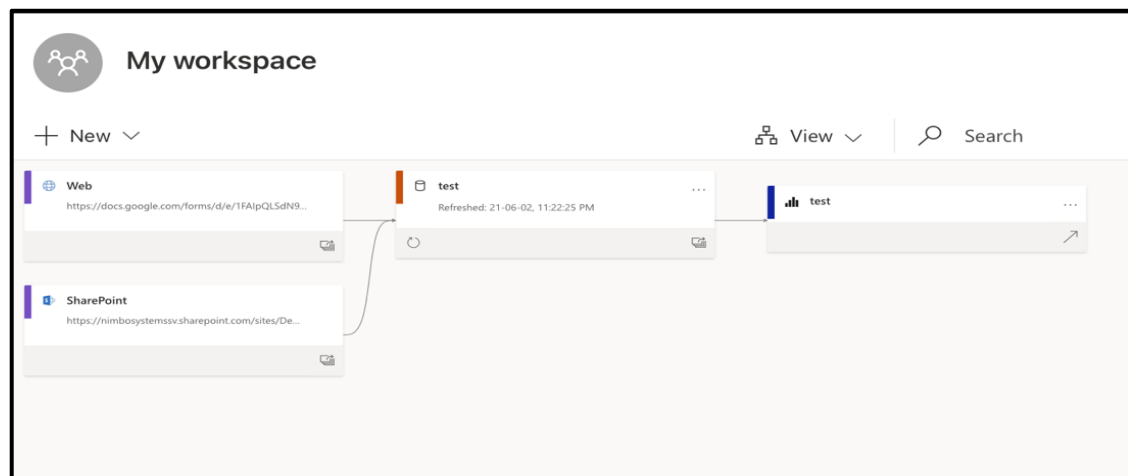 My workspace
New
View
Search
Web
https://docs.google.com/forms/d/e/1FAIpQLSdN9...
test
Refreshed: 21-06-02, 11:22:25 PM
test
SharePoint
https://nimbosystemssv.sharepoint.com/sites/De...